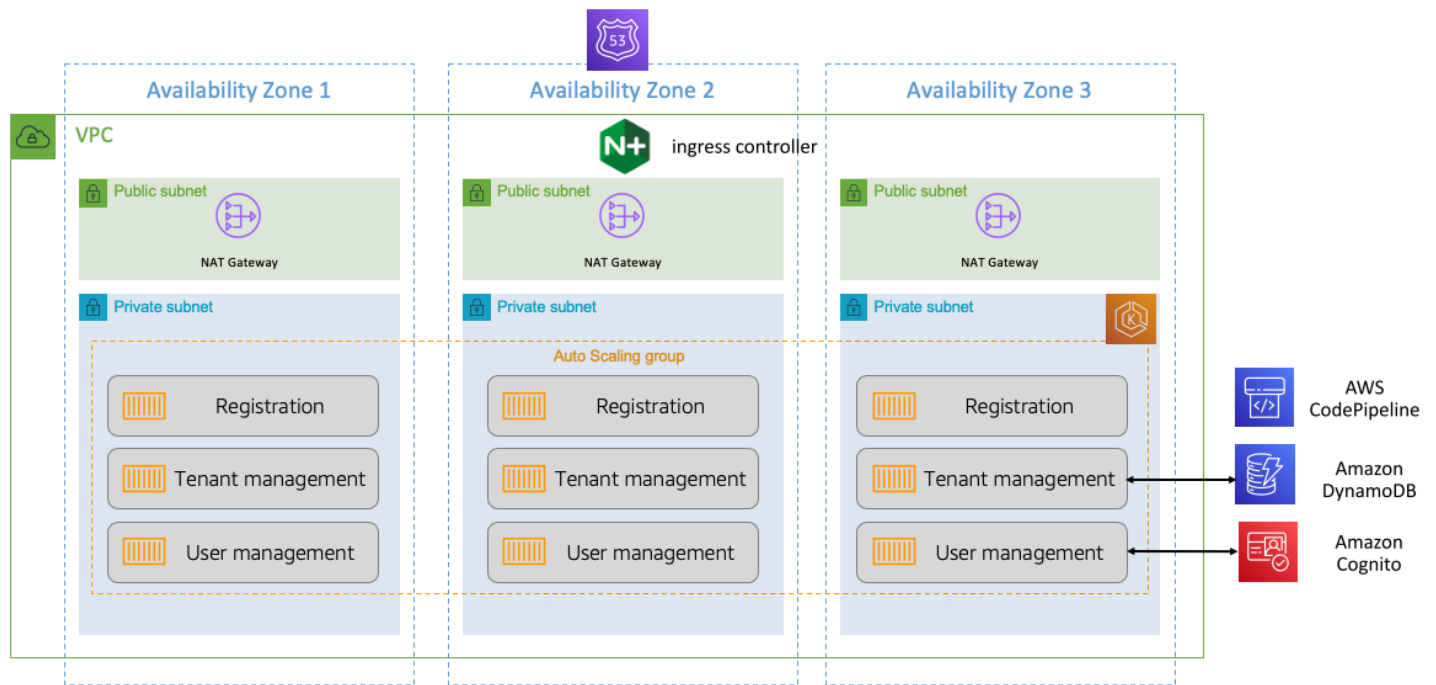 53
Availability Zone 1
Availability Zone 2
Availability Zone 3
VPC
N+
ingress controller
Public subnet
Public subnet
Public subnet
NAT Gateway
NAT Gateway
NAT Gateway
Private subnet
Private subnet
Private subnet
K
Auto Scaling group
Registration
Registration
Registration
AWS
CodePipeline
</>
Tenant management
Tenant management
Tenant management
Amazon
DynamoDB
User management
User management
User management
Amazon
Cognito